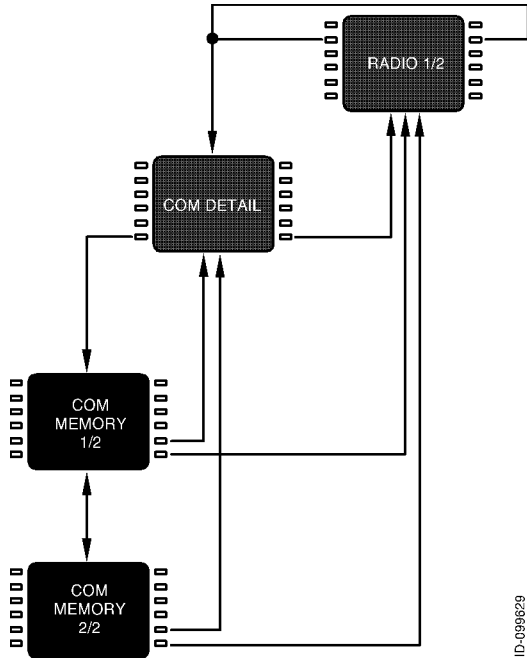 RADIO 1/2
COM DETAIL
COM
MEMORY
1/2
COM
MEMORY
2/2
ID-099629